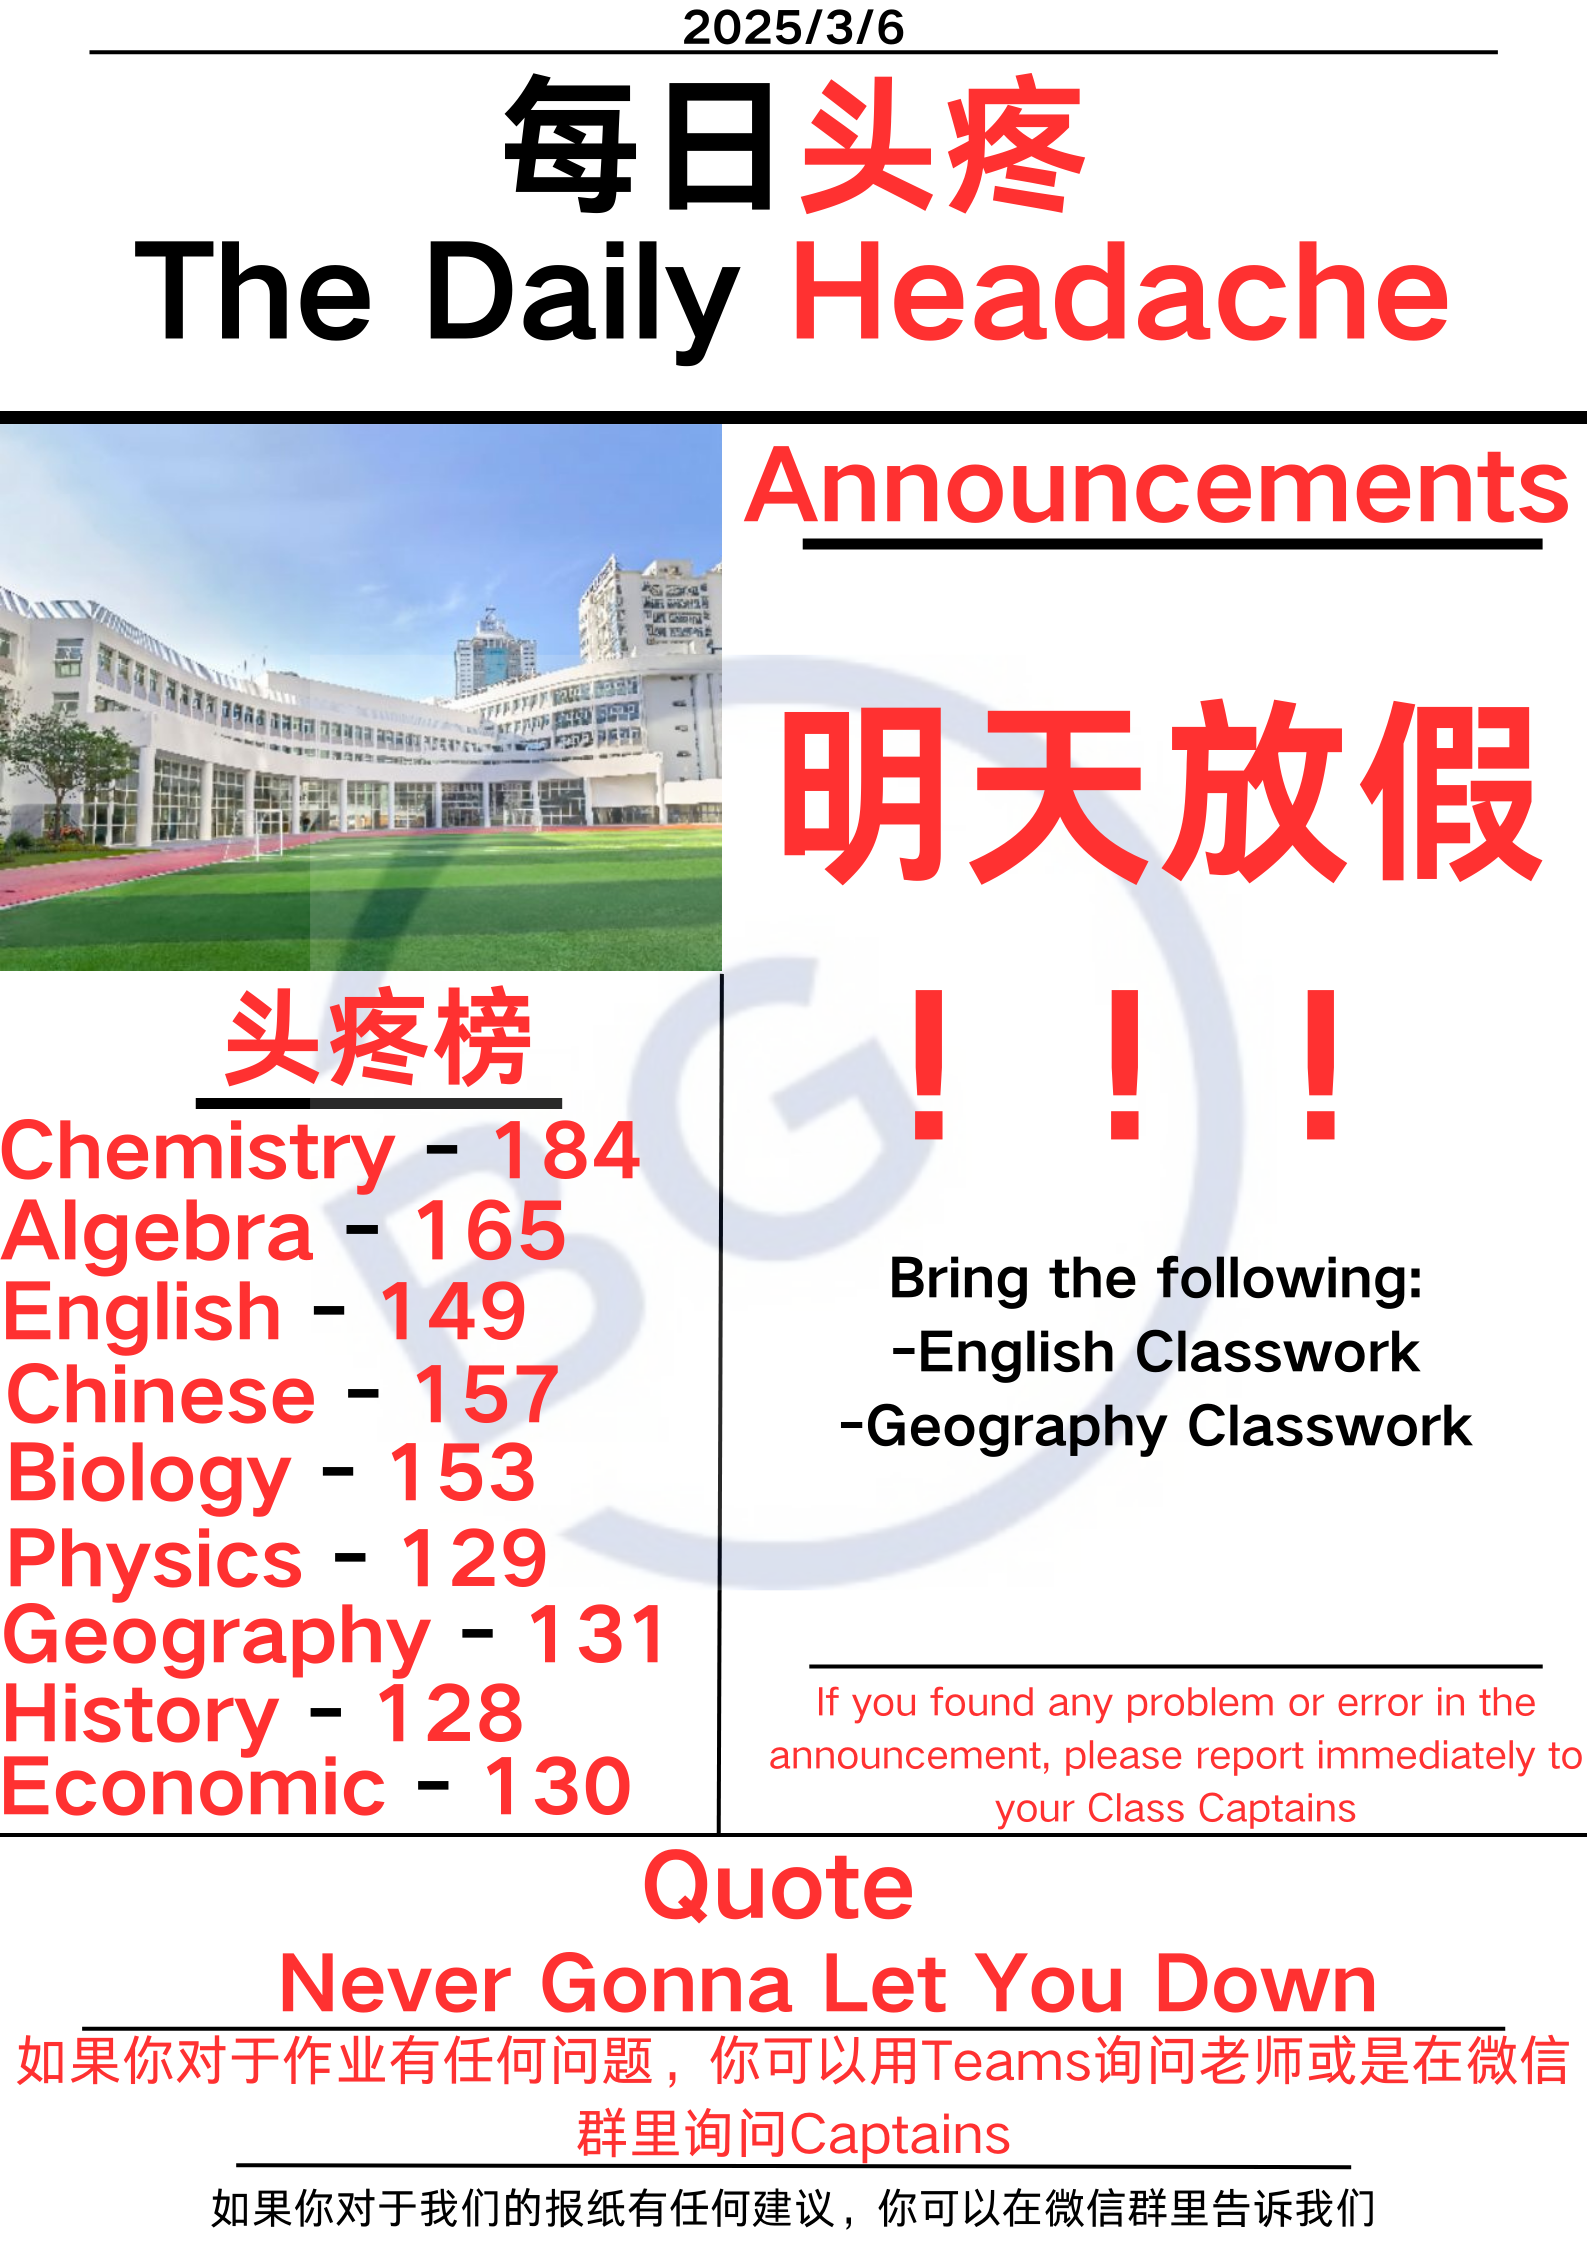 2025/3/6
每日头疼
The Daily Headache
Announcements
明天放假
！！！
Bring the following:
-English Classwork
-Geography Classwork
If you found any problem or error in the
announcement, please report immediately to
your Class Captains
头疼榜
Chemistry - 184
Algebra - 165
English - 149
Chinese - 157
Biology - 153
Physics - 129
Geography - 131
History - 128
Economic - 130
BG
Quote
Never Gonna Let You Down
如果你对于作业有任何问题，你可以用Teams询问老师或是在微信
群里询问Captains
如果你对于我们的报纸有任何建议，你可以在微信群里告诉我们